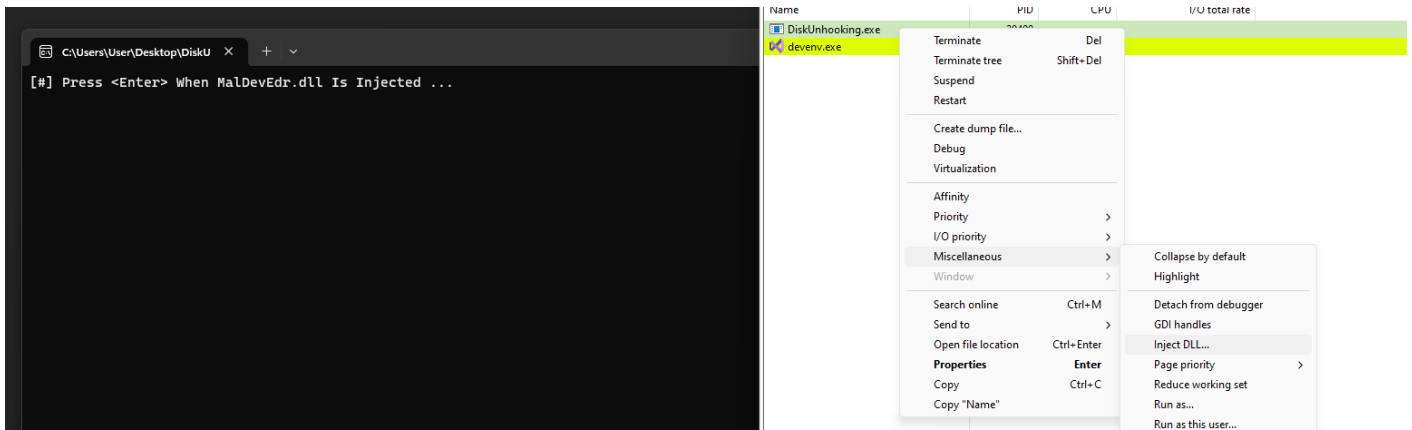 C:\Users\User\Desktop\DiskU
[#] Press <Enter> When MalDevEdr.dll Is Injected ...
Name PID CPU I/O total rate
DiskUnhooking.exe
devenv.exe
Terminate Del
Terminate tree Shift+Del
Suspend
Restart
Create dump file...
Debug
Virtualization
Affinity
Priority
I/O priority
Miscellaneous
Window
Search online Ctrl+M
Send to
Open file location Ctrl+Enter
Properties Enter
Copy Ctrl+C
Copy "Name"
Collapse by default
Highlight
Detach from debugger
GDI handles
Inject DLL...
Page priority
Reduce working set
Run as...
Run as this user...